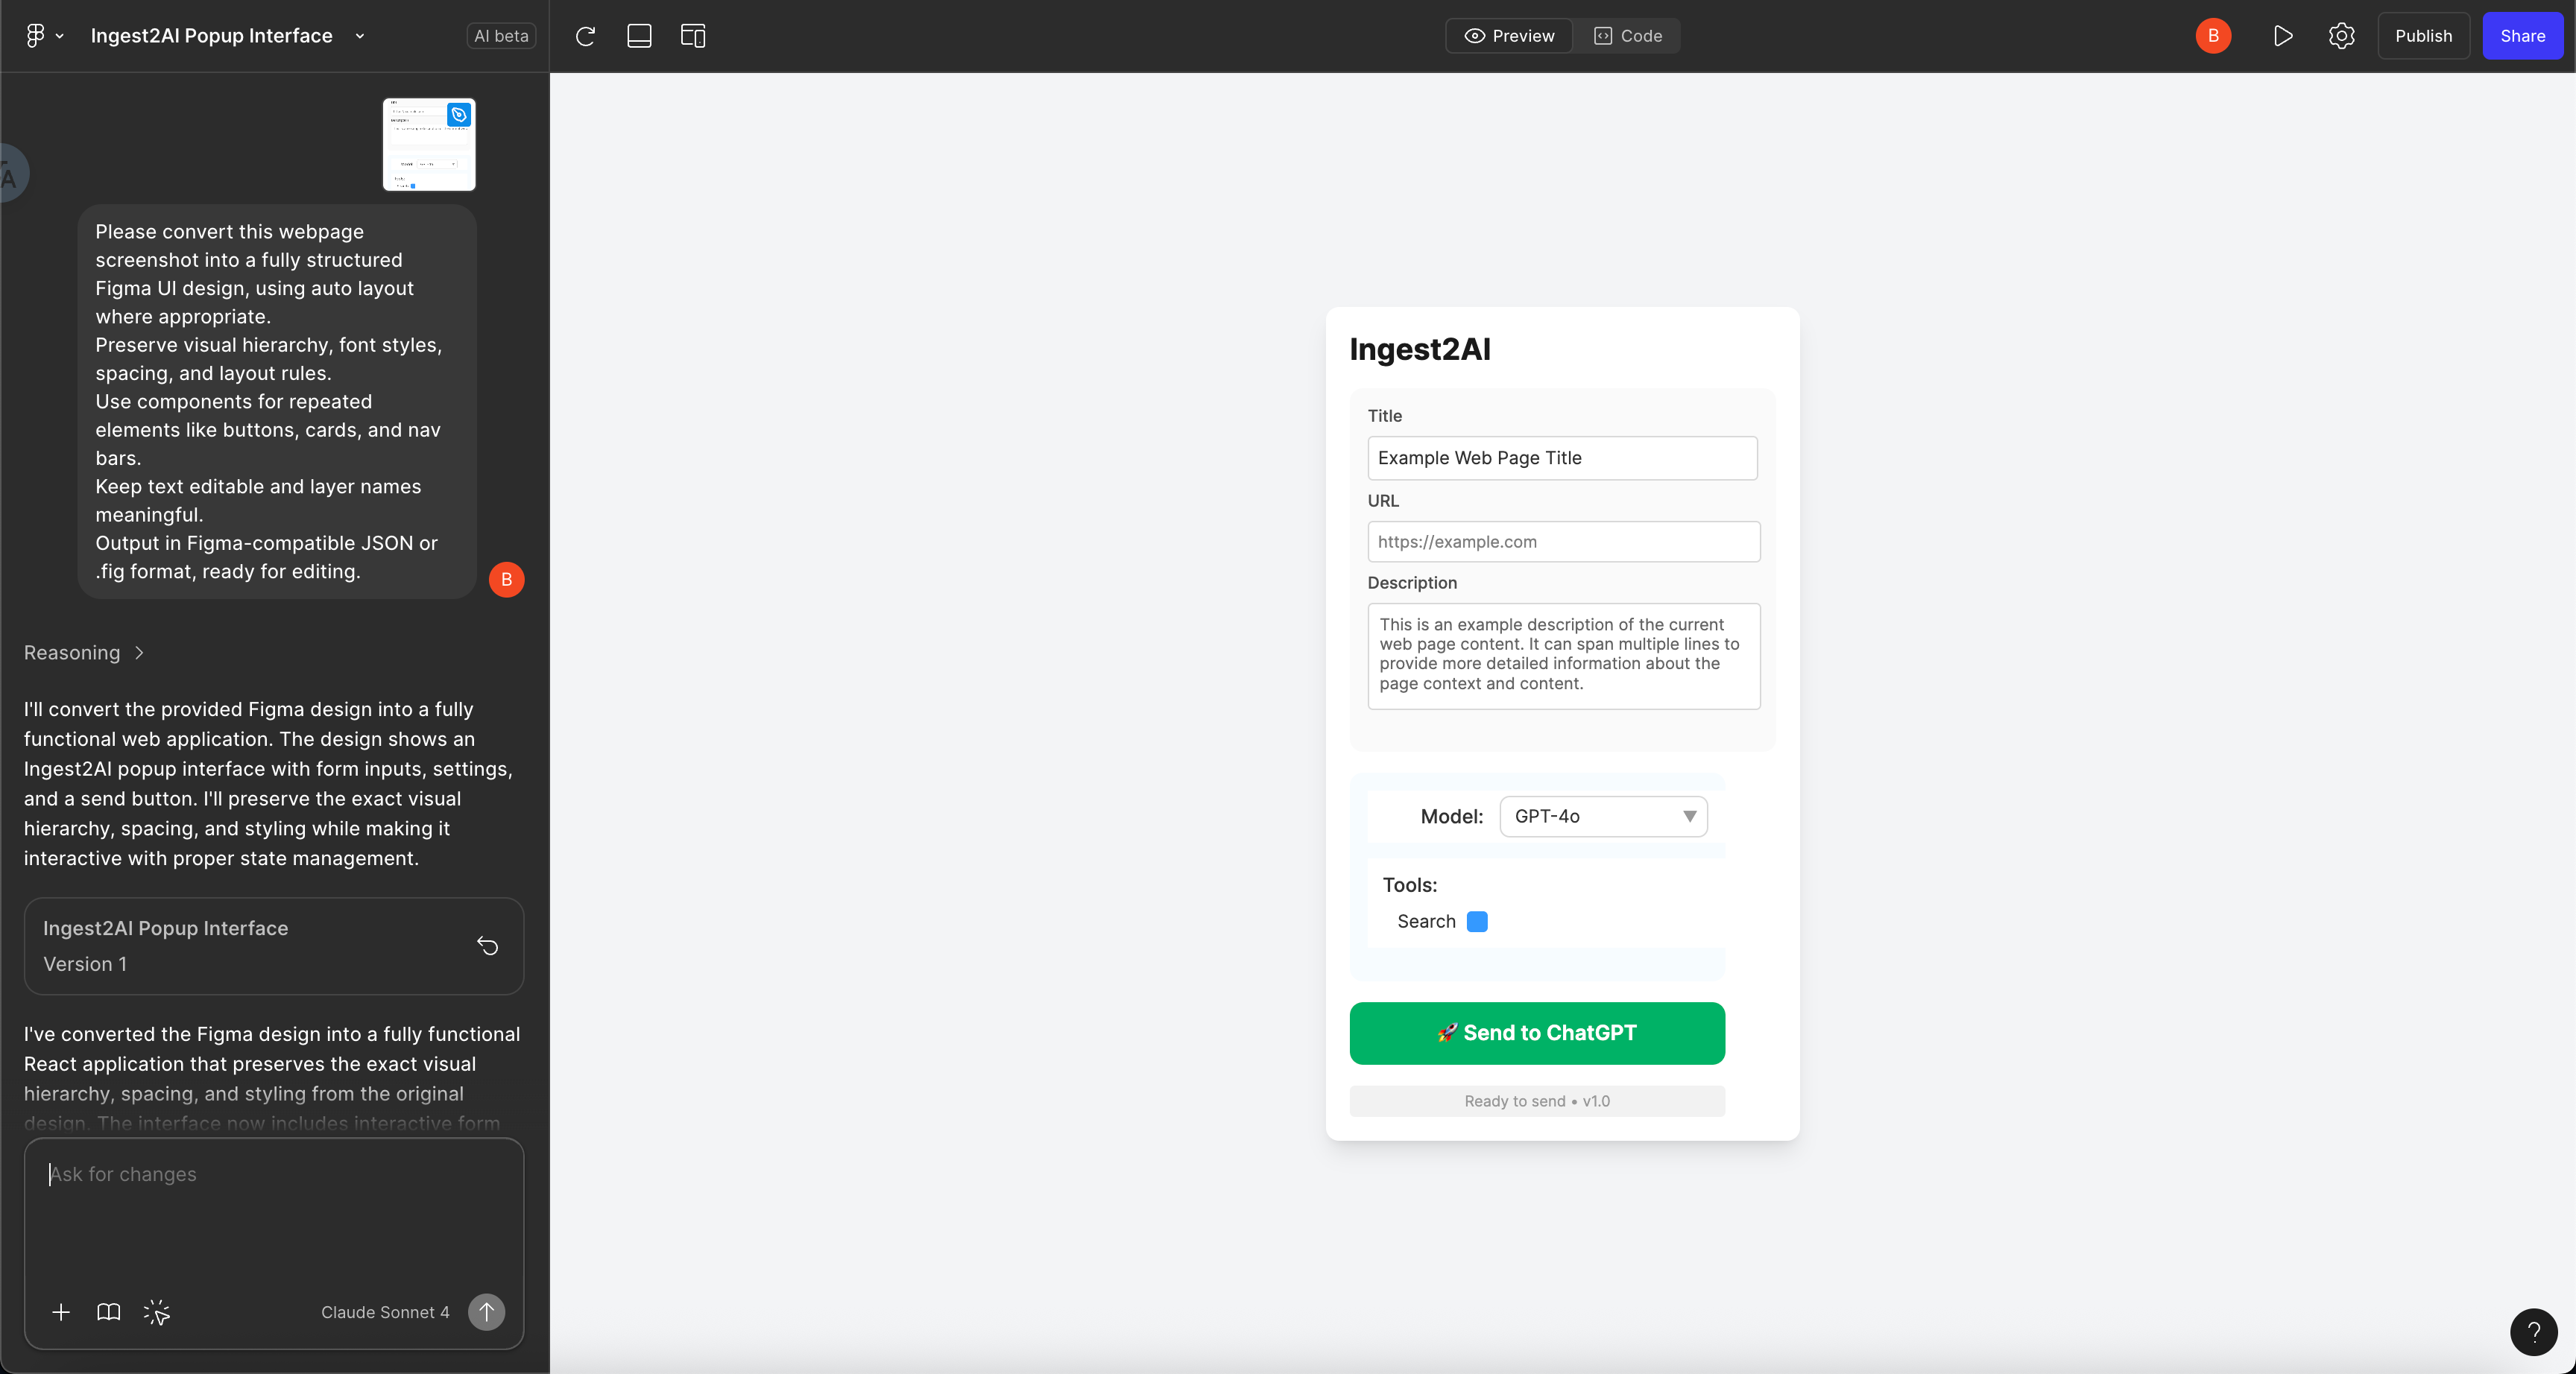 Ingest2AI Popup Interface
AI beta
Preview
Code
B
Publish
Share
A
Please convert this webpage
screenshot into a fully structured
Figma UI design, using auto layout
where appropriate.
Preserve visual hierarchy, font styles,
spacing, and layout rules.
Use components for repeated
elements like buttons, cards, and nav
bars.
Keep text editable and layer names
meaningful.
Output in Figma-compatible JSON or
.fig format, ready for editing.
B
Reasoning
I'll convert the provided Figma design into a fully
functional web application. The design shows an
Ingest2AI popup interface with form inputs, settings,
and a send button. I'll preserve the exact visual
hierarchy, spacing, and styling while making it
interactive with proper state management.
Ingest2AI Popup Interface
Version 1
I've converted the Figma design into a fully functional
React application that preserves the exact visual
hierarchy, spacing, and styling from the original
design. The interface now includes interactive form
Ask for changes
Claude Sonnet 4
Ingest2AI
Title
Example Web Page Title
URL
https://example.com
Description
This is an example description of the current
web page content. It can span multiple lines to
provide more detailed information about the
page context and content.
Model:
GPT-4o
Tools:
Search
🚀 Send to ChatGPT
Ready to send • v1.0
?